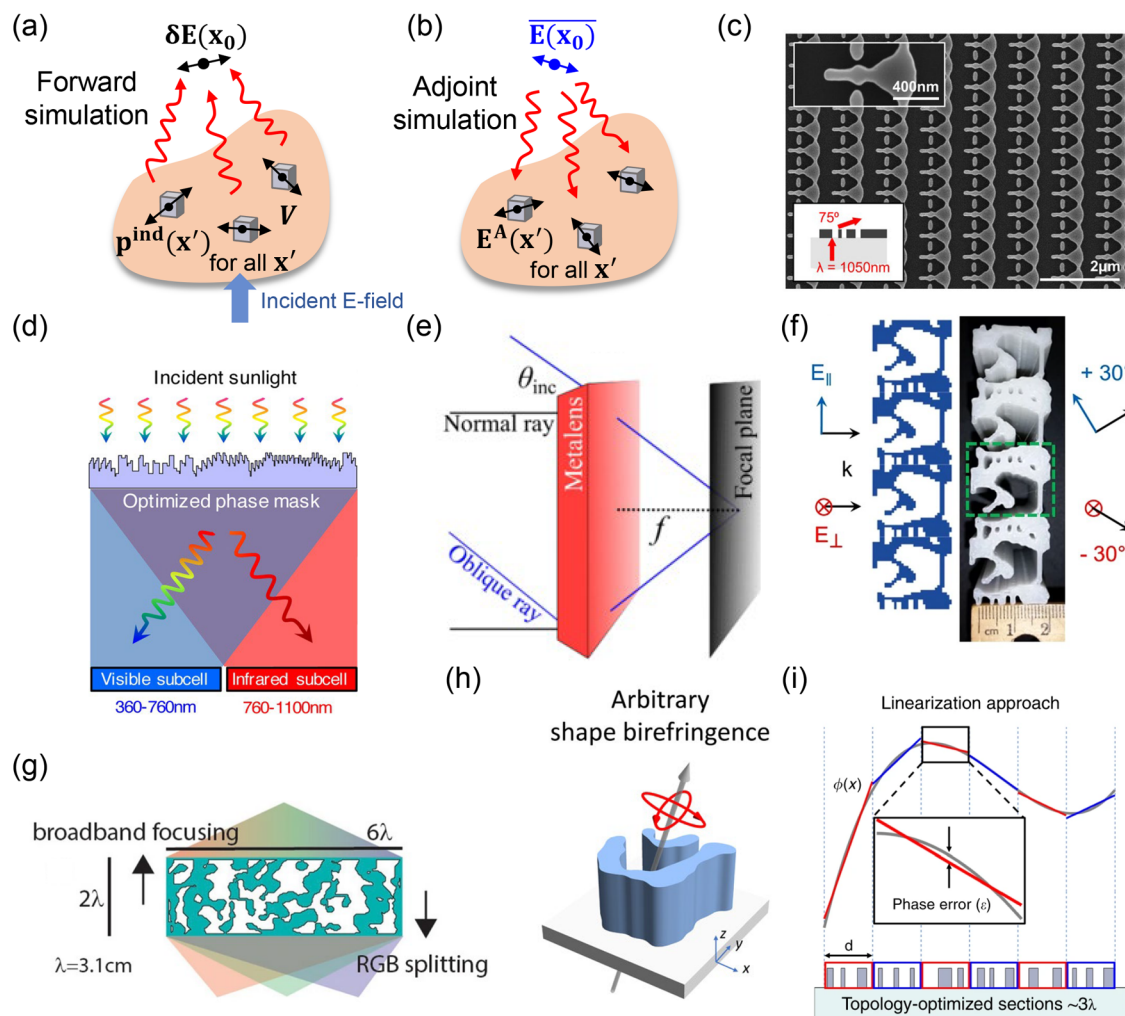 (a)
δE(x₀)
Forward
simulation
pⁱⁿᵈ(x′)
V
for all x′
Incident E-field
(b)
E(x₀)
Adjoint
simulation
Eᴬ(x′)
for all x′
(c)
400nm
75º
λ = 1050nm
2μm
(d)
Incident sunlight
Optimized phase mask
Visible subcell
Infrared subcell
360-760nm
760-1100nm
(e)
θinc
Normal ray
Metalens
Focal plane
f
Oblique ray
(f)
E∥
k
E⊥
+ 30°
- 30°
cm 1 2
(g)
broadband focusing
6λ
2λ
λ=3.1cm
RGB splitting
(h)
Arbitrary
shape birefringence
z
y
x
(i)
Linearization approach
ϕ(x)
Phase error (ε)
d
Topology-optimized sections ~3λ